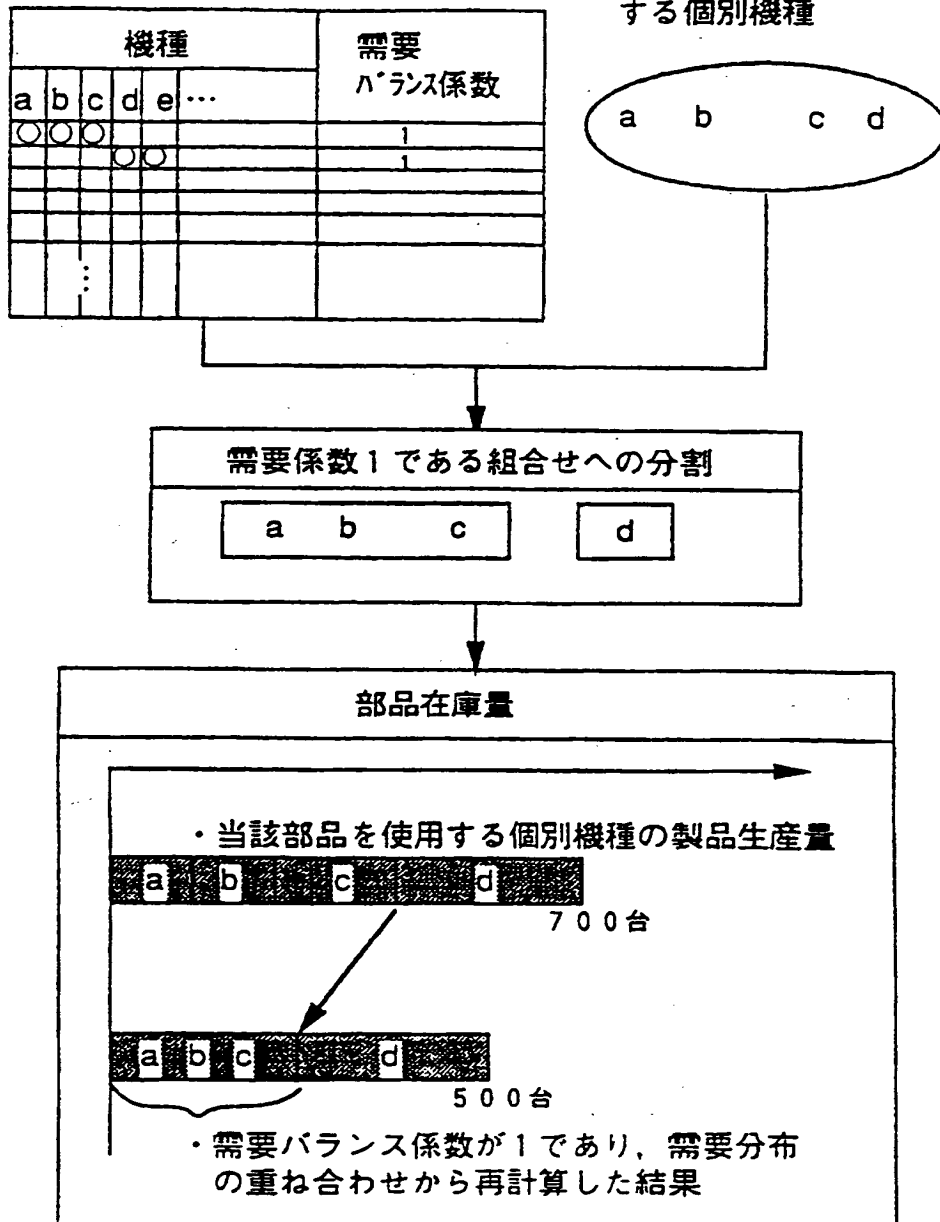 する個別機種
機種
需要
バランス係数
a b c d e …
○ ○ ○ 1
○ ○ 1
⋮
a b c d
需要係数1である組合せへの分割
a b c
d
部品在庫量
・当該部品を使用する個別機種の製品生産量
a b c d
700台
a b c d
500台
・需要バランス係数が1であり,需要分布
の重ね合わせから再計算した結果